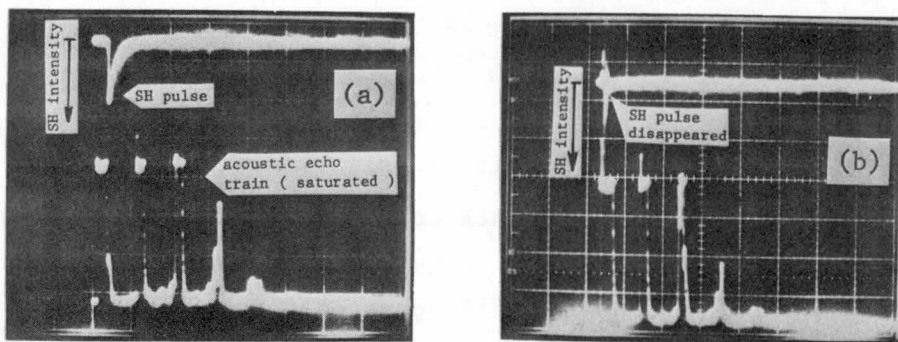 SH intensity
SH pulse
(a)
acoustic echo
train ( saturated )
SH intensity
SH pulse
disappeared
(b)